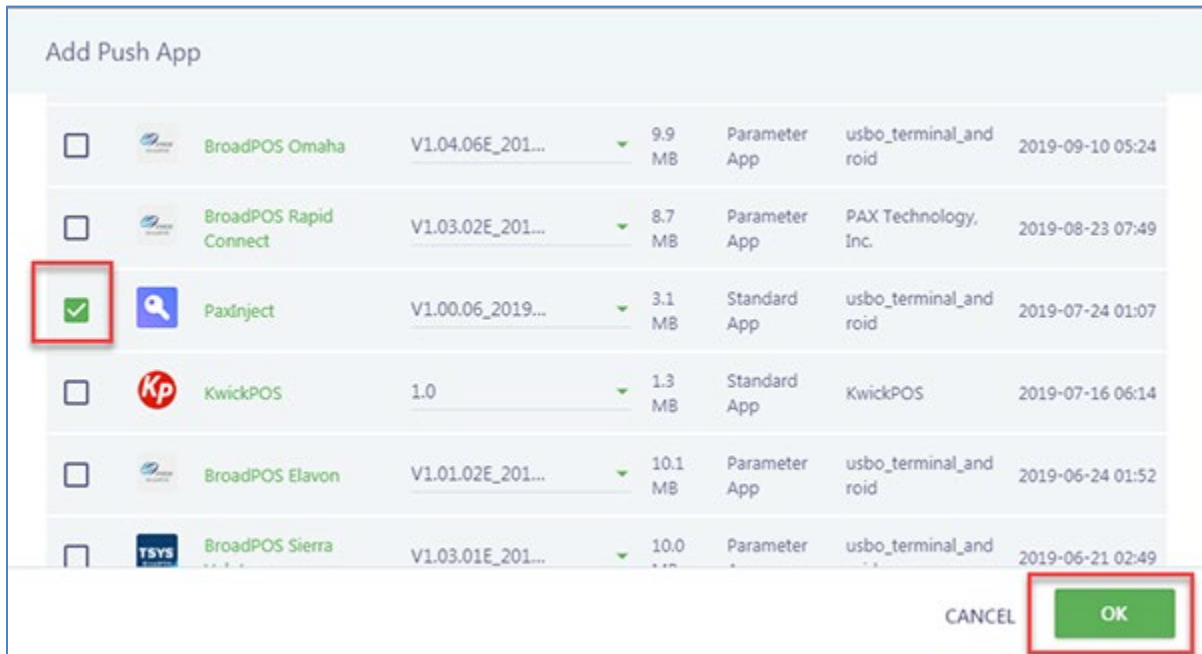 Add Push App
BroadPOS Omaha V1.04.06E_201... 9.9 Parameter usbo_terminal_and 2019-09-10 05:24
MB App roid
BroadPOS Rapid V1.03.02E_201... 8.7 Parameter PAX Technology, 2019-08-23 07:49
Connect MB App Inc.
PaxInject V1.00.06_2019... 3.1 Standard usbo_terminal_and 2019-07-24 01:07
MB App roid
Kp KwickPOS 1.0 1.3 Standard KwickPOS 2019-07-16 06:14
MB App
BroadPOS Elavon V1.01.02E_201... 10.1 Parameter usbo_terminal_and 2019-06-24 01:52
MB App roid
TSYS BroadPOS Sierra V1.03.01E_201... 10.0 Parameter usbo_terminal_and 2019-06-21 02:49
CANCEL OK